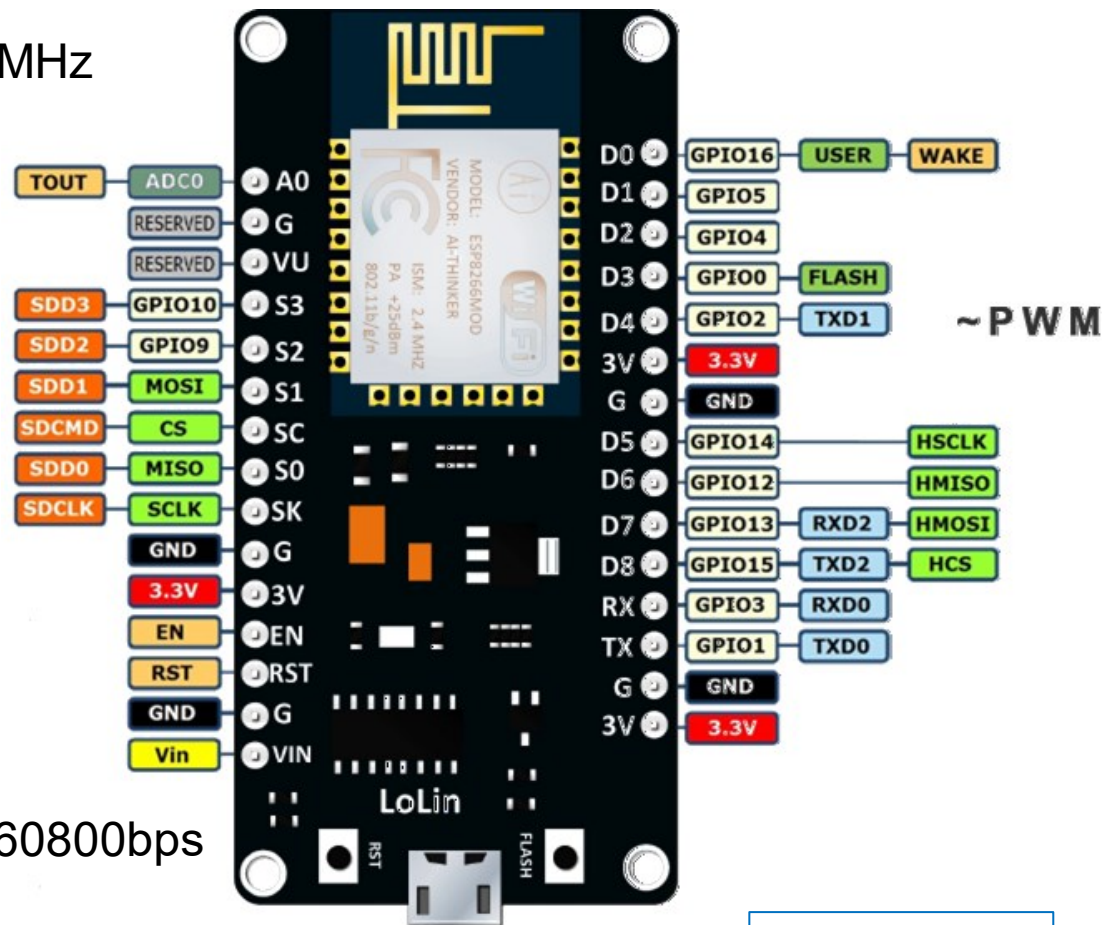 MHz
TOUT ADC0 A0
RESERVED G
RESERVED VU
SDD3 GPIO10 S3
SDD2 GPIO9 S2
SDD1 MOSI S1
SDCMD CS SC
SDD0 MISO S0
SDCLK SCLK SK
GND G
3.3V 3V
EN EN
RST RST
GND G
Vin VIN
MODEL: ESP8266MOD
VENDOR: AI-THINKER
ISM: 2.4 MHZ
PA +25dBm
802.11b/g/n
Ai
WiFi
FC
D0 GPIO16 USER WAKE
D1 GPIO5
D2 GPIO4
D3 GPIO0 FLASH
D4 GPIO2 TXD1
3V 3.3V
G GND
D5 GPIO14 HSCLK
D6 GPIO12 HMISO
D7 GPIO13 RXD2 HMOSI
D8 GPIO15 TXD2 HCS
RX GPIO3 RXD0
TX GPIO1 TXD0
G GND
3V 3.3V
~PWM
LoLin
RST
FLASH
60800bps